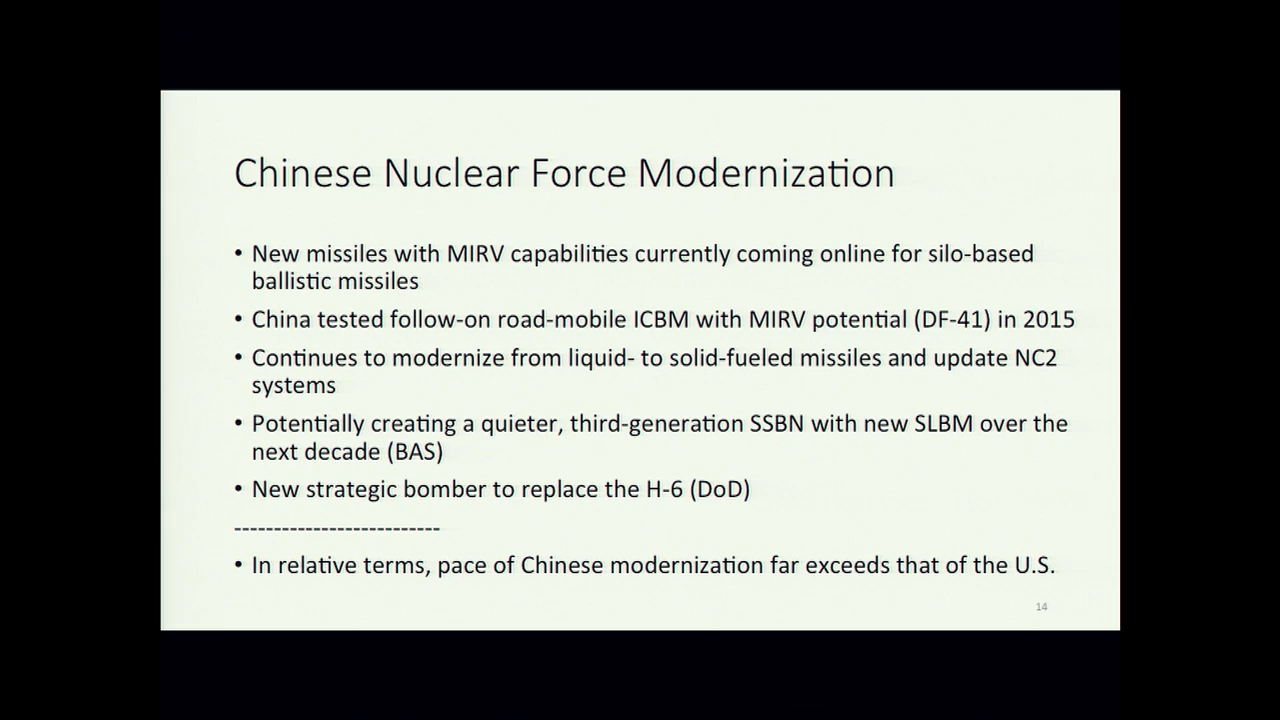 Chinese Nuclear Force Modernization
• New missiles with MIRV capabilities currently coming online for silo-based
ballistic missiles
• China tested follow-on road-mobile ICBM with MIRV potential (DF-41) in 2015
• Continues to modernize from liquid- to solid-fueled missiles and update NC2
systems
• Potentially creating a quieter, third-generation SSBN with new SLBM over the
next decade (BAS)
• New strategic bomber to replace the H-6 (DoD)
--------------------------
• In relative terms, pace of Chinese modernization far exceeds that of the U.S.
14